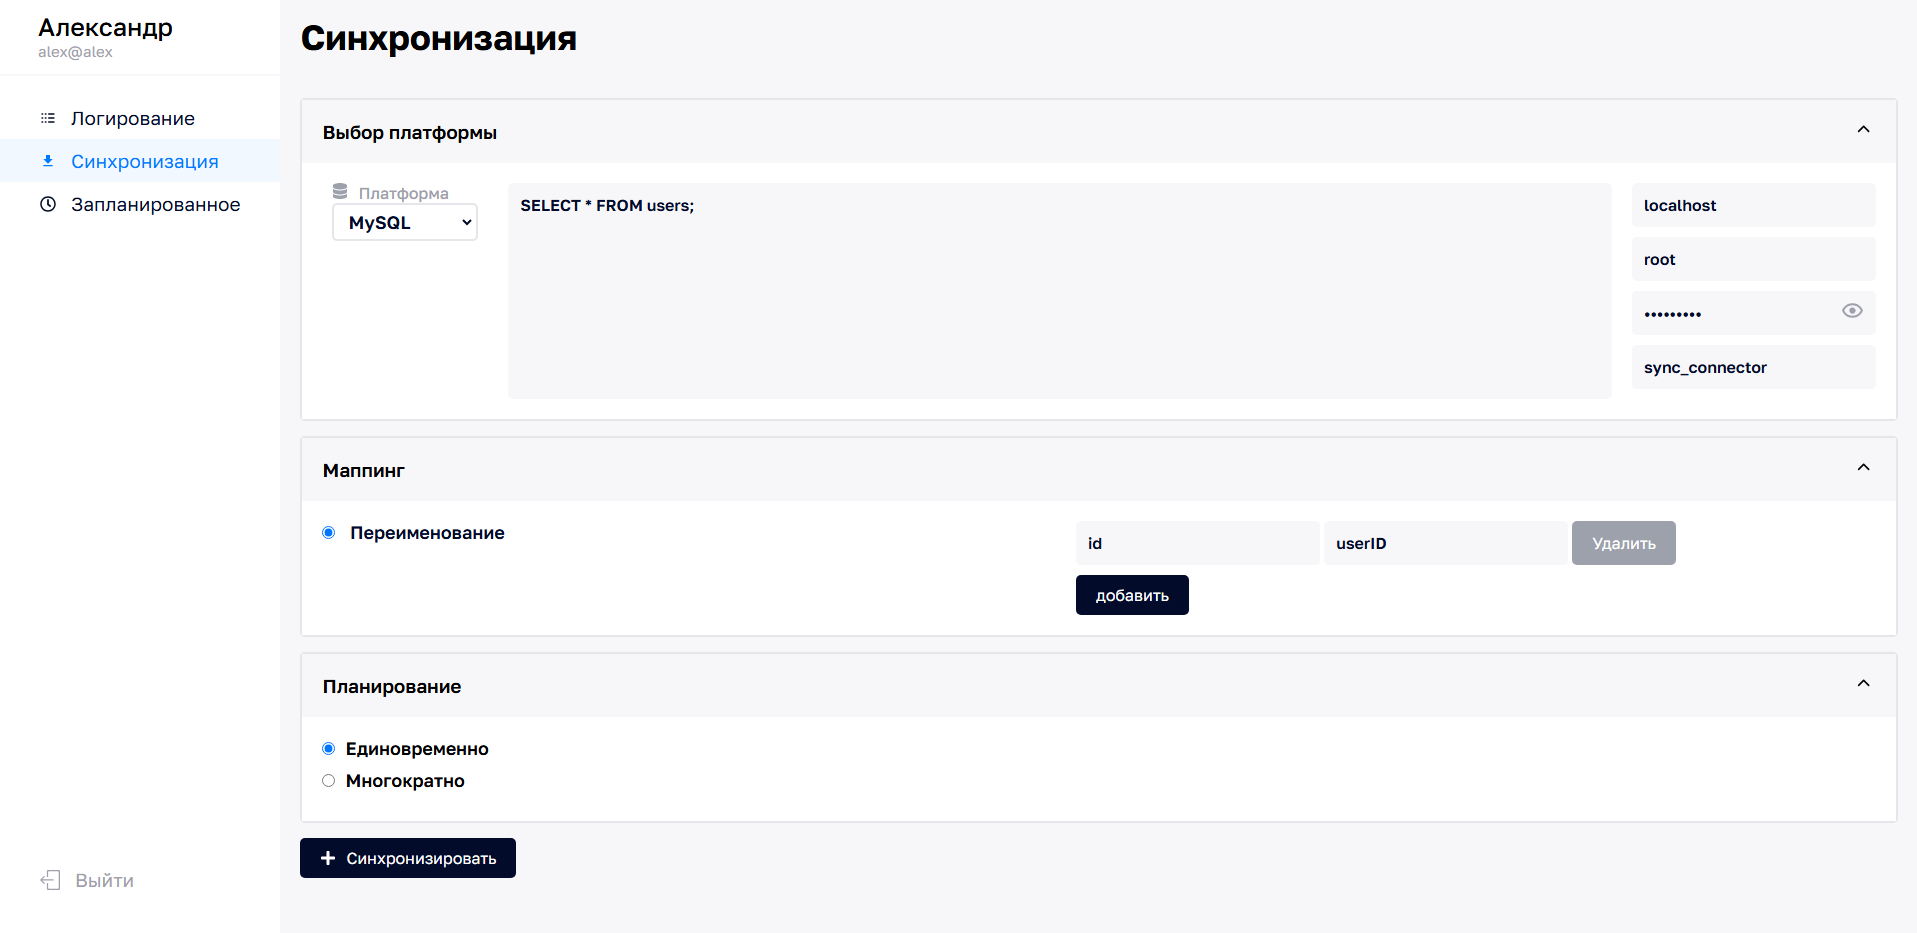 Александр
alex@alex
Логирование
Синхронизация
Запланированное
Выйти
Синхронизация
Выбор платформы
Платформа
MySQL
SELECT * FROM users;
localhost
root
•••••••••
sync_connector
Маппинг
Переименование
id
userID
Удалить
добавить
Планирование
Единовременно
Многократно
Синхронизировать